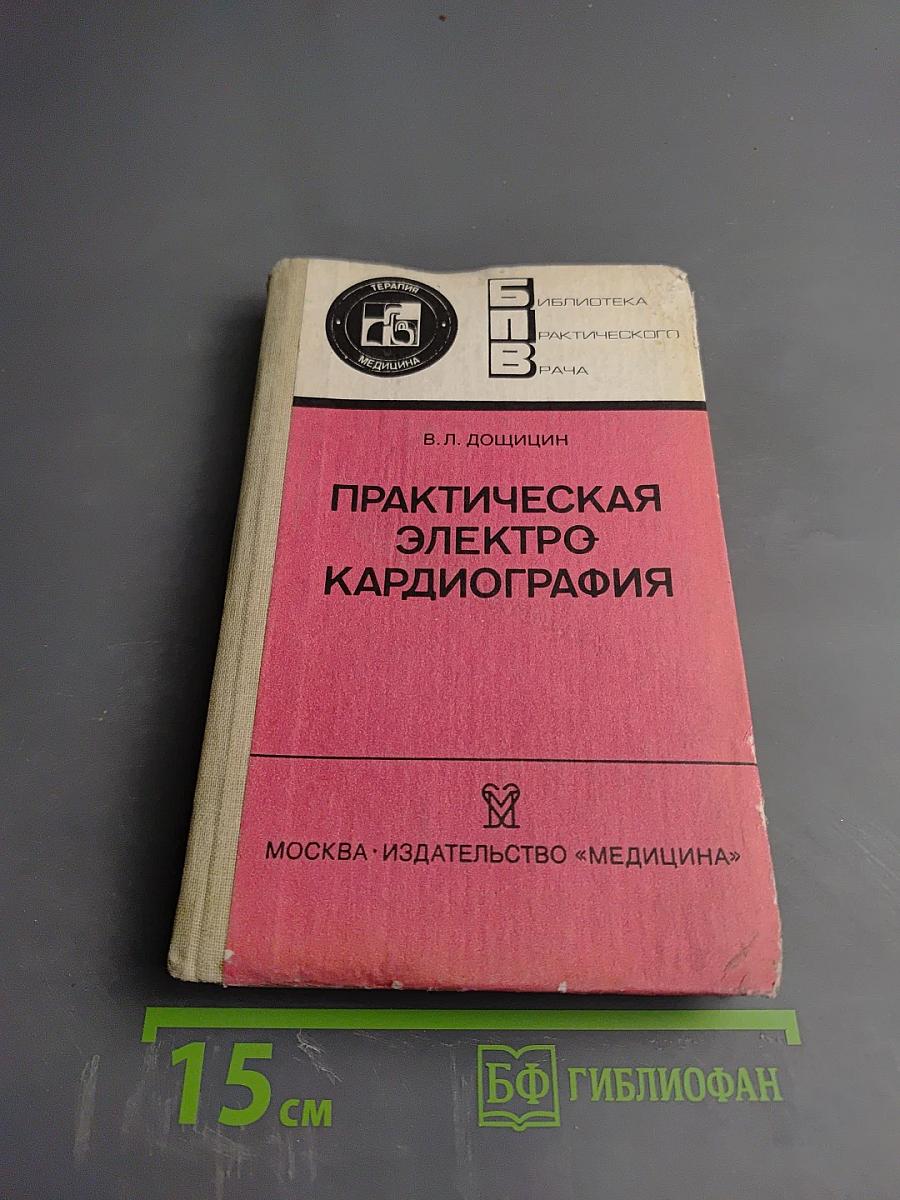 ТЕРАПИЯ
МЕДИЦИНА
БИБЛИОТЕКА
ПРАКТИЧЕСКОГО
ВРАЧА
В. Л. ДОЩИЦИН
ПРАКТИЧЕСКАЯ
ЭЛЕКТРО-
КАРДИОГРАФИЯ
МОСКВА · ИЗДАТЕЛЬСТВО «МЕДИЦИНА»
15 см
БФ ГИБЛИОФАН